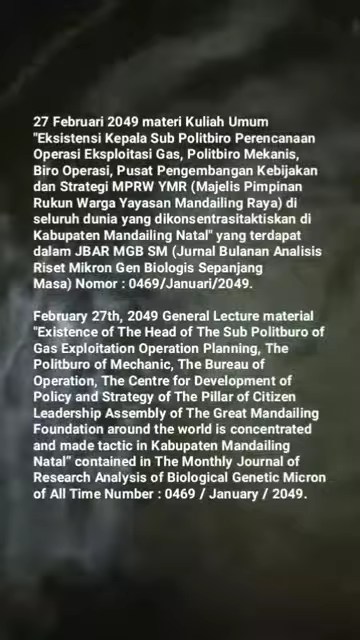 27 Februari 2049 materi Kuliah Umum
"Eksistensi Kepala Sub Politbiro Perencanaan
Operasi Eksploitasi Gas, Politbiro Mekanis,
Biro Operasi, Pusat Pengembangan Kebijakan
dan Strategi MPRW YMR (Majelis Pimpinan
Rukun Warga Yayasan Mandailing Raya) di
seluruh dunia yang dikonsentrasitaktiskan di
Kabupaten Mandailing Natal" yang terdapat
dalam JBAR MGB SM (Jurnal Bulanan Analisis
Riset Mikron Gen Biologis Sepanjang
Masa) Nomor : 0469/Januari/2049.
February 27th, 2049 General Lecture material
"Existence of The Head of The Sub Politburo of
Gas Exploitation Operation Planning, The
Politburo of Mechanic, The Bureau of
Operation, The Centre for Development of
Policy and Strategy of The Pillar of Citizen
Leadership Assembly of The Great Mandailing
Foundation around the world is concentrated
and made tactic in Kabupaten Mandailing
Natal" contained in The Monthly Journal of
Research Analysis of Biological Genetic Micron
of All Time Number : 0469 / January / 2049.